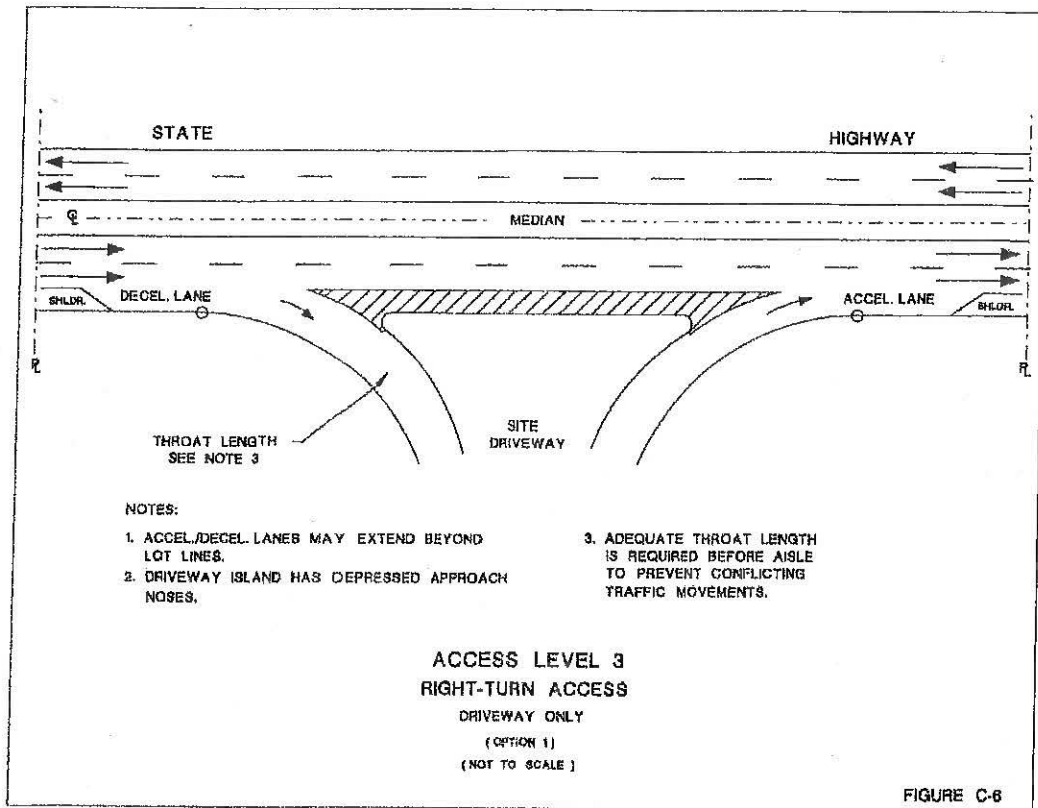 STATE HIGHWAY
℄ MEDIAN
SHLDR. DECEL. LANE ACCEL. LANE SHLDR.
℄ ℄
THROAT LENGTH
SEE NOTE 3
SITE
DRIVEWAY
NOTES:
1. ACCEL./DECEL. LANES MAY EXTEND BEYOND
LOT LINES.
2. DRIVEWAY ISLAND HAS DEPRESSED APPROACH
NOSES.
3. ADEQUATE THROAT LENGTH
IS REQUIRED BEFORE AISLE
TO PREVENT CONFLICTING
TRAFFIC MOVEMENTS.
ACCESS LEVEL 3
RIGHT-TURN ACCESS
DRIVEWAY ONLY
(OPTION 1)
(NOT TO SCALE)
FIGURE C-6